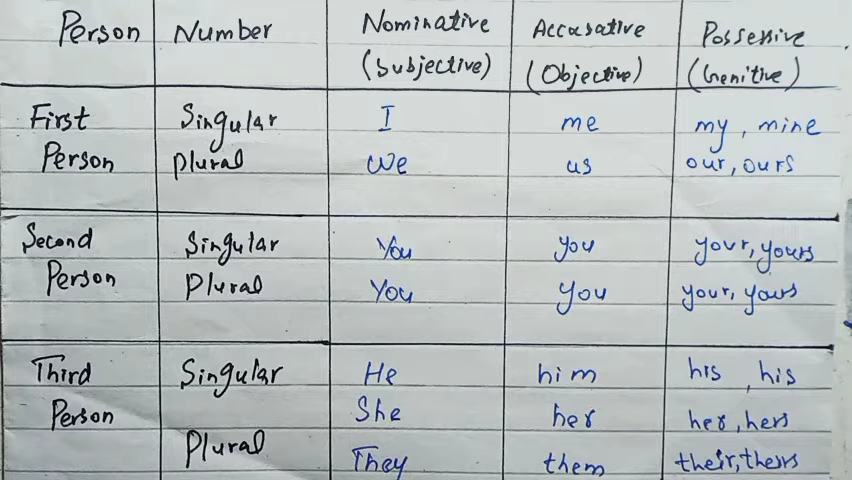 Person Number Nominative Accusative Possessive
(Subjective) (Objective) (Genitive)
First Singular I me my, mine
Person Plural We us our, ours
Second Singular You you your, yours
Person Plural You you your, yours
Third Singular He him his, his
Person She her her, hers
Plural They them their, theirs